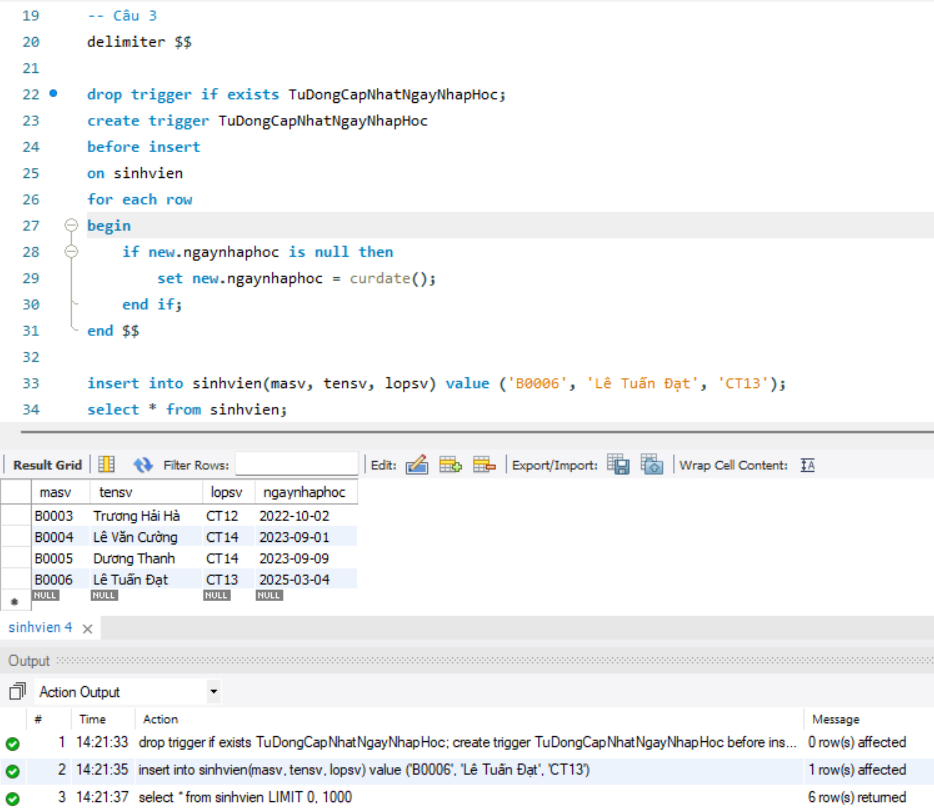 19 -- Câu 3
20 delimiter $$
21
22 drop trigger if exists TuDongCapNhatNgayNhapHoc;
23 create trigger TuDongCapNhatNgayNhapHoc
24 before insert
25 on sinhvien
26 for each row
27 begin
28 if new.ngaynhaphoc is null then
29 set new.ngaynhaphoc = curdate();
30 end if;
31 end $$
32
33 insert into sinhvien(masv, tensv, lopsv) value ('B0006', 'Lê Tuấn Đạt', 'CT13');
34 select * from sinhvien;
Result Grid Filter Rows: Edit: Export/Import: Wrap Cell Content: IA
masv tensv lopsv ngaynhaphoc
B0003 Trương Hải Hà CT12 2022-10-02
B0004 Lê Văn Cường CT14 2023-09-01
B0005 Dương Thanh CT14 2023-09-09
B0006 Lê Tuấn Đạt CT13 2025-03-04
NULL NULL NULL NULL
sinhvien 4
Output
Action Output
# Time Action Message
1 14:21:33 drop trigger if exists TuDongCapNhatNgayNhapHoc; create trigger TuDongCapNhatNgayNhapHoc before ins... 0 row(s) affected
2 14:21:35 insert into sinhvien(masv, tensv, lopsv) value ('B0006', 'Lê Tuấn Đạt', 'CT13') 1 row(s) affected
3 14:21:37 select * from sinhvien LIMIT 0, 1000 6 row(s) returned